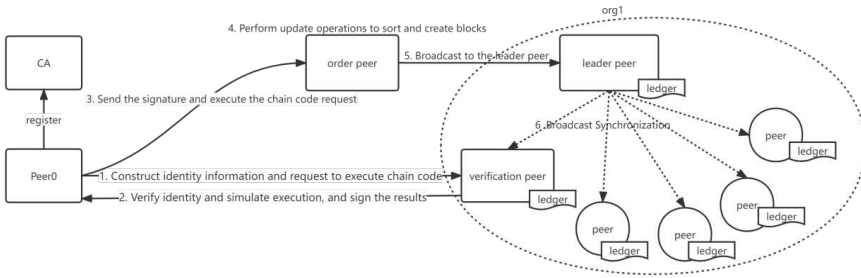 org1
4. Perform update operations to sort and create blocks
CA
order peer
5. Broadcast to the leader peer
leader peer
ledger
3. Send the signature and execute the chain code request
register
6. Broadcast Synchronization
peer
ledger
Peer0
1. Construct identity information and request to execute chain code
verification peer
2. Verify identity and simulate execution, and sign the results
ledger
peer
ledger
peer
ledger
peer
ledger